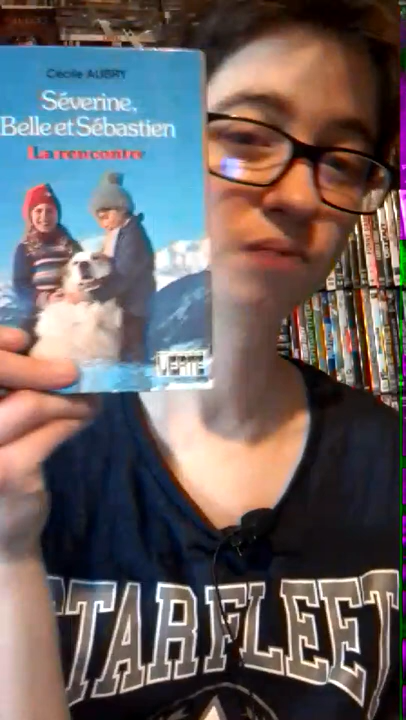 Cécile AUBRY
Séverine,
Belle et Sébastien
La rencontre
VERTE
STARFLEET